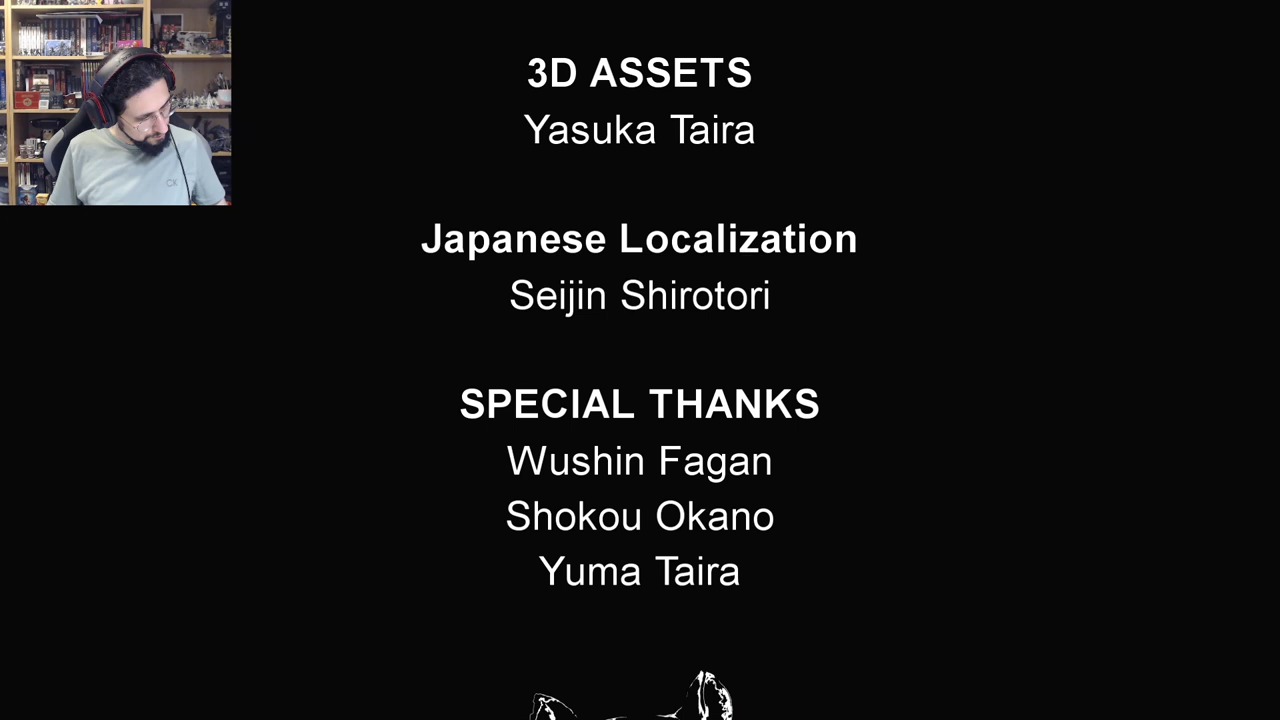 3D ASSETS
Yasuka Taira
Japanese Localization
Seijin Shirotori
SPECIAL THANKS
Wushin Fagan
Shokou Okano
Yuma Taira